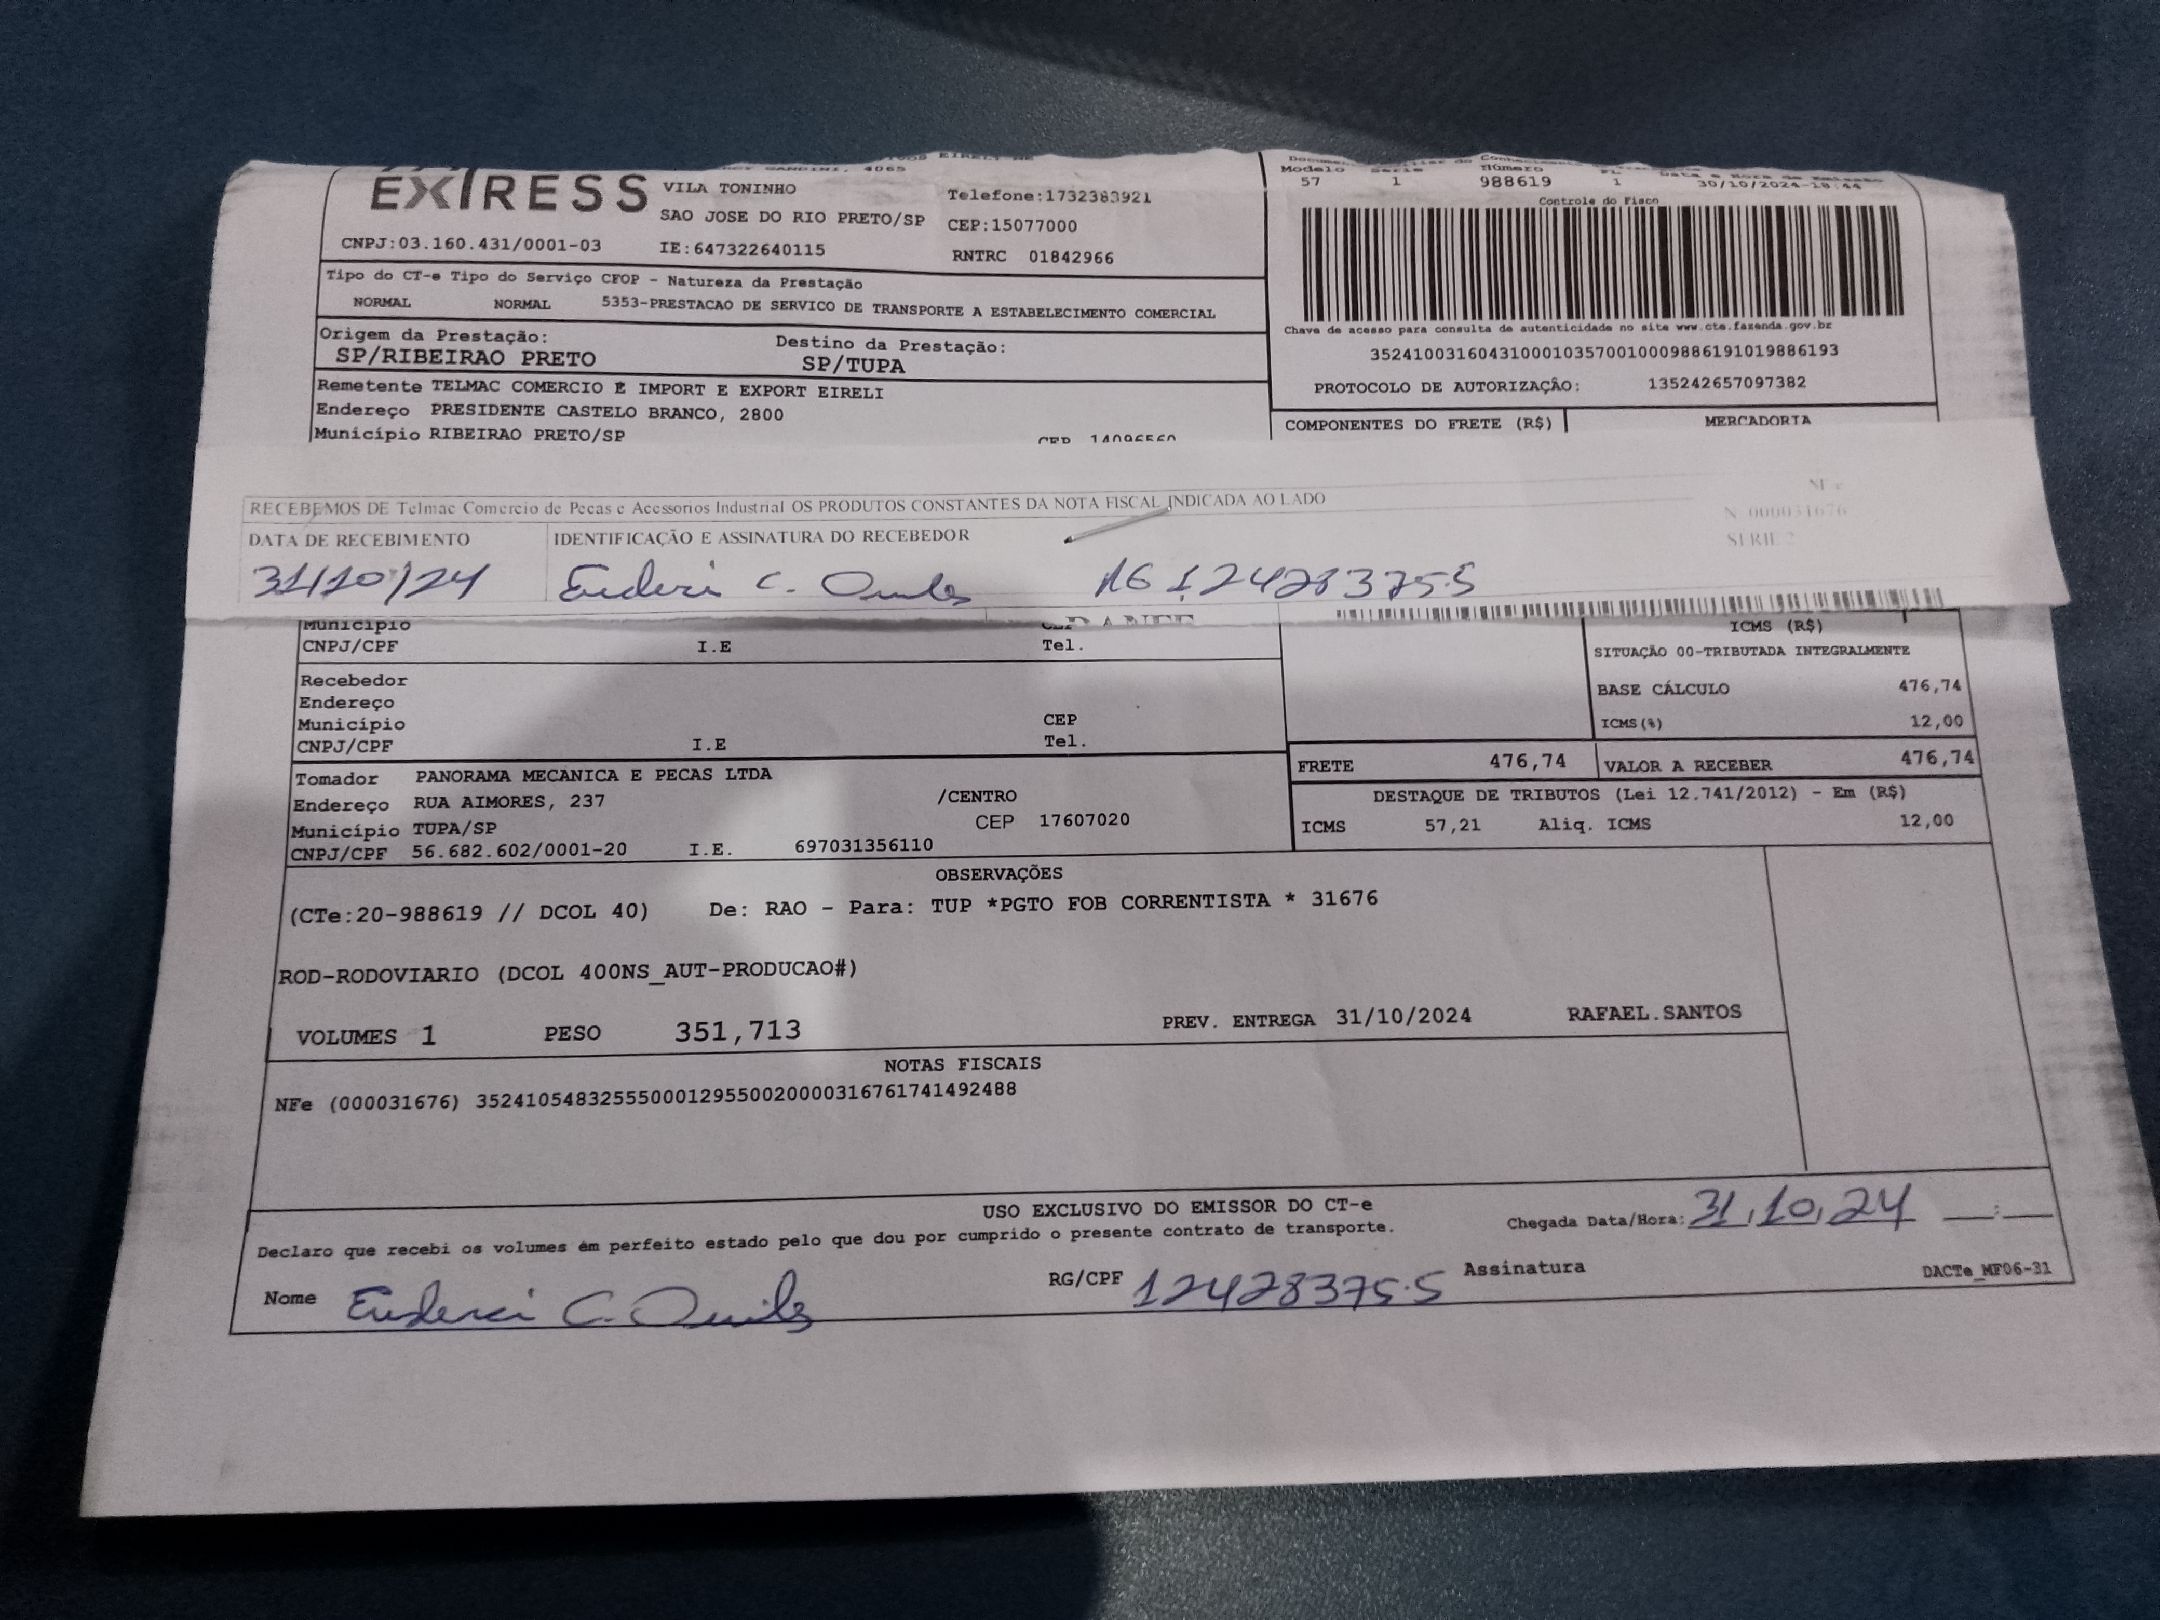 EXPRESS
VILA TONINHO
SAO JOSE DO RIO PRETO/SP
Telefone:1732383921
CEP:15077000
CNPJ:03.160.431/0001-03 IE:647322640115 RNTRC 01842966
Modelo Número
57 1 988619 1 30/10/2024-18:44
Controle do Fisco
Chave de acesso para consulta de autenticidade no site www.cte.fazenda.gov.br
35241003160431000103570010009886191019886193
PROTOCOLO DE AUTORIZAÇÃO: 135242657097382
Tipo do CT-e Tipo do Serviço CFOP - Natureza da Prestação
NORMAL NORMAL 5353-PRESTACAO DE SERVICO DE TRANSPORTE A ESTABELECIMENTO COMERCIAL
Origem da Prestação: Destino da Prestação:
SP/RIBEIRAO PRETO SP/TUPA
Remetente TELMAC COMERCIO E IMPORT E EXPORT EIRELI
Endereço PRESIDENTE CASTELO BRANCO, 2800
Município RIBEIRAO PRETO/SP CEP 14096560
COMPONENTES DO FRETE (R$) MERCADORIA
RECEBEMOS DE Telmac Comercio de Pecas e Acessorios Industrial OS PRODUTOS CONSTANTES DA NOTA FISCAL INDICADA AO LADO
NF-e
N 000031676
SERIE 2
DATA DE RECEBIMENTO IDENTIFICAÇÃO E ASSINATURA DO RECEBEDOR
31/10/24 RG 12428375.5
DANFE
Município
CNPJ/CPF I.E Tel.
ICMS (R$)
SITUAÇÃO 00-TRIBUTADA INTEGRALMENTE
BASE CÁLCULO 476,74
ICMS(%) 12,00
Recebedor
Endereço
Município CEP
CNPJ/CPF I.E Tel.
FRETE 476,74 VALOR A RECEBER 476,74
Tomador PANORAMA MECANICA E PECAS LTDA
Endereço RUA AIMORES, 237 /CENTRO
Município TUPA/SP CEP 17607020
CNPJ/CPF 56.682.602/0001-20 I.E. 697031356110
DESTAQUE DE TRIBUTOS (Lei 12.741/2012) - Em (R$)
ICMS 57,21 Aliq. ICMS 12,00
OBSERVAÇÕES
(CTe:20-988619 // DCOL 40) De: RAO - Para: TUP *PGTO FOB CORRENTISTA * 31676
ROD-RODOVIARIO (DCOL 400NS_AUT-PRODUCAO#)
VOLUMES 1 PESO 351,713 PREV. ENTREGA 31/10/2024 RAFAEL.SANTOS
NOTAS FISCAIS
NFe (000031676) 35241054832555000129550020000316761741492488
USO EXCLUSIVO DO EMISSOR DO CT-e
Declaro que recebi os volumes em perfeito estado pelo que dou por cumprido o presente contrato de transporte.
Chegada Data/Hora: 31,10,24
Nome RG/CPF 12428375.5 Assinatura
DACTe_MF06-31